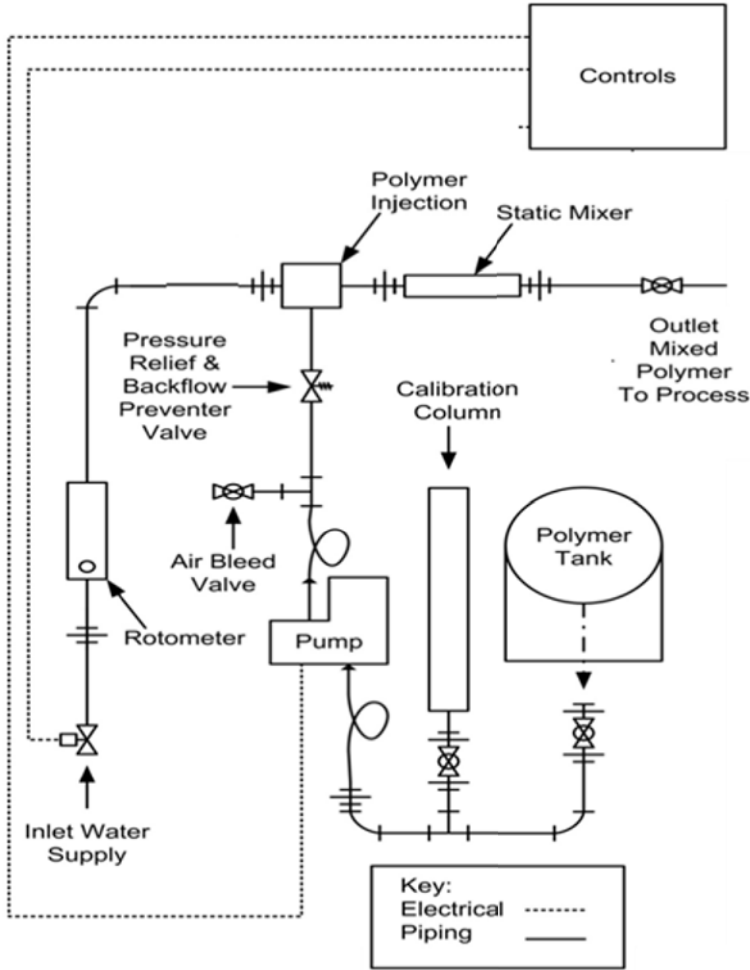 Controls
Polymer
Injection
Static Mixer
Pressure
Relief &
Backflow
Preventer
Valve
Outlet
Mixed
Polymer
To Process
Calibration
Column
Polymer
Tank
Air Bleed
Valve
Rotometer
Pump
Inlet Water
Supply
Key:
Electrical
Piping